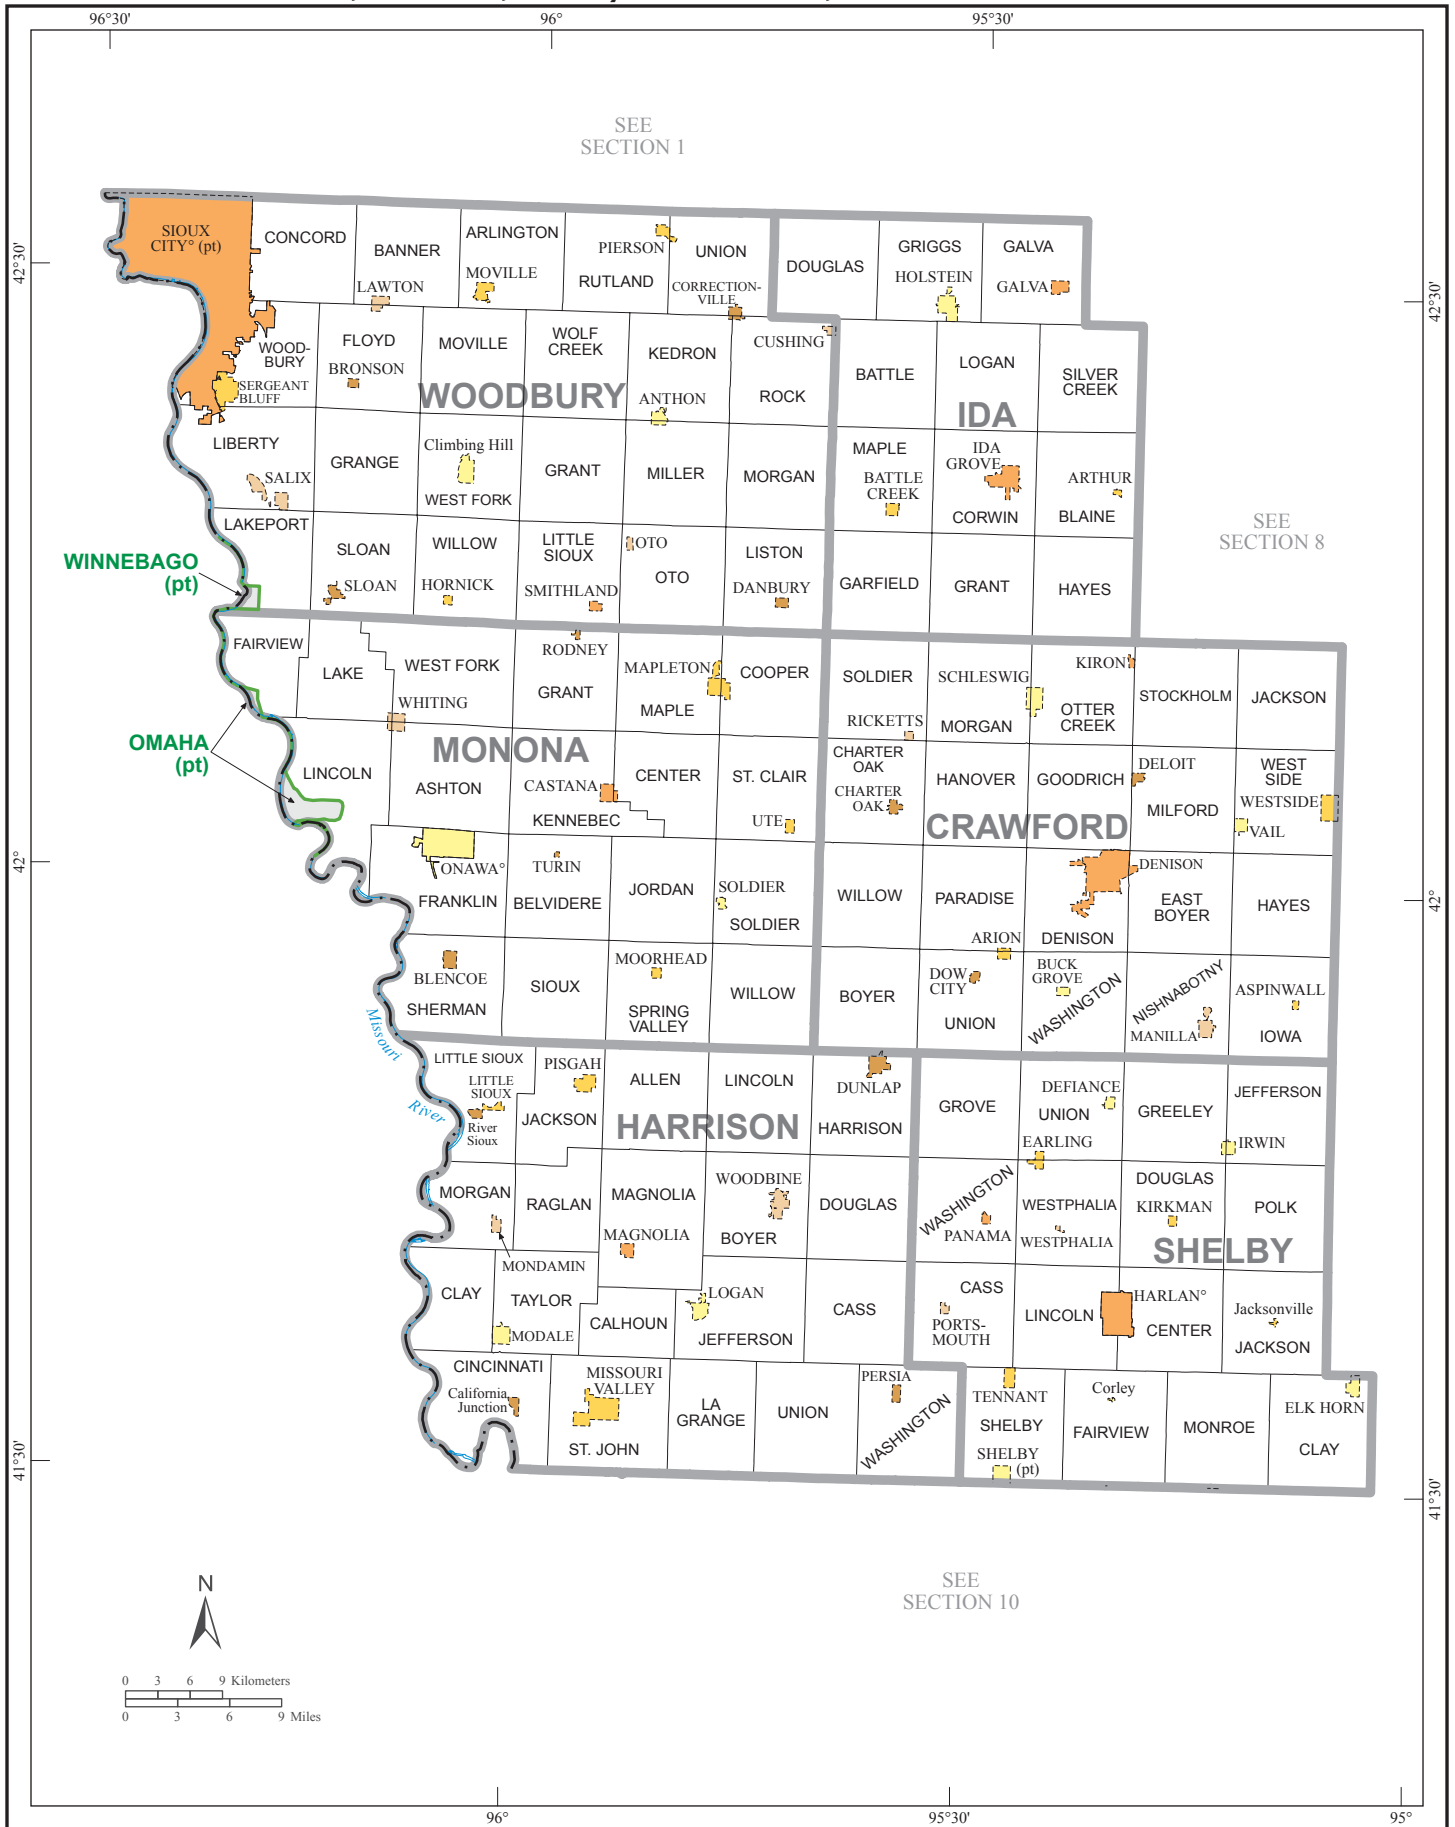 96°30'
96°
95°30'
SEE
SECTION 1
42°30'
42°30'
SIOUX
CITY° (pt)
CONCORD
BANNER
LAWTON
ARLINGTON
MOVILLE
PIERSON
RUTLAND
UNION
CORRECTION-
VILLE
DOUGLAS
GRIGGS
HOLSTEIN
GALVA
GALVA
WOOD-
BURY
SERGEANT
BLUFF
FLOYD
BRONSON
MOVILLE
WOLF
CREEK
KEDRON
ANTHON
CUSHING
ROCK
WOODBURY
BATTLE
LOGAN
SILVER
CREEK
IDA
LIBERTY
SALIX
GRANGE
Climbing Hill
WEST FORK
GRANT
MILLER
MORGAN
MAPLE
BATTLE
CREEK
IDA
GROVE
CORWIN
ARTHUR
BLAINE
SEE
SECTION 8
LAKEPORT
SLOAN
SLOAN
WILLOW
HORNICK
LITTLE
SIOUX
SMITHLAND
OTO
OTO
LISTON
DANBURY
GARFIELD
GRANT
HAYES
WINNEBAGO
(pt)
FAIRVIEW
LAKE
WEST FORK
WHITING
RODNEY
GRANT
MAPLETON
MAPLE
COOPER
SOLDIER
RICKETTS
SCHLESWIG
MORGAN
KIRON
OTTER
CREEK
STOCKHOLM
JACKSON
OMAHA
(pt)
LINCOLN
MONONA
ASHTON
CASTANA
KENNEBEC
CENTER
ST. CLAIR
UTE
CHARTER
OAK
CHARTER
OAK
HANOVER
GOODRICH
DELOIT
MILFORD
WEST
SIDE
WESTSIDE
VAIL
CRAWFORD
42°
42°
ONAWA°
FRANKLIN
TURIN
BELVIDERE
JORDAN
SOLDIER
SOLDIER
WILLOW
PARADISE
ARION
DENISON
DENISON
EAST
BOYER
HAYES
BLENCOE
SHERMAN
SIOUX
MOORHEAD
SPRING
VALLEY
WILLOW
BOYER
DOW
CITY
UNION
BUCK
GROVE
WASHINGTON
NISHNABOTNY
MANILLA
ASPINWALL
IOWA
Missouri
River
LITTLE SIOUX
LITTLE
SIOUX
River
Sioux
PISGAH
JACKSON
ALLEN
LINCOLN
DUNLAP
HARRISON
HARRISON
GROVE
DEFIANCE
UNION
EARLING
GREELEY
JEFFERSON
IRWIN
MORGAN
MONDAMIN
RAGLAN
MAGNOLIA
MAGNOLIA
WOODBINE
BOYER
DOUGLAS
WASHINGTON
PANAMA
WESTPHALIA
WESTPHALIA
DOUGLAS
KIRKMAN
POLK
SHELBY
CLAY
TAYLOR
MODALE
CALHOUN
LOGAN
JEFFERSON
CASS
CASS
PORTS-
MOUTH
LINCOLN
HARLAN°
CENTER
Jacksonville
JACKSON
CINCINNATI
California
Junction
MISSOURI
VALLEY
ST. JOHN
LA
GRANGE
UNION
PERSIA
WASHINGTON
TENNANT
SHELBY
SHELBY
(pt)
Corley
FAIRVIEW
MONROE
ELK HORN
CLAY
41°30'
41°30'
SEE
SECTION 10
N
0 3 6 9 Kilometers
0 3 6 9 Miles
96°
95°30'
95°